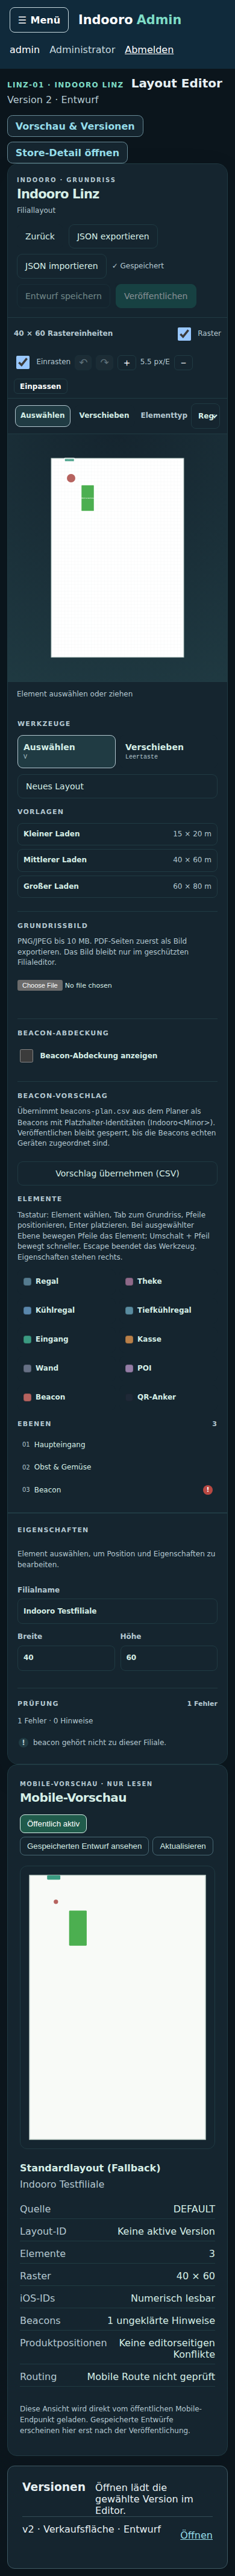 ☰ Menü
Indooro Admin
admin Administrator Abmelden
LINZ-01 · INDOORO LINZ Layout Editor
Version 2 · Entwurf
Vorschau & Versionen
Store-Detail öffnen
INDOORO · GRUNDRISS
Indooro Linz
Filiallayout
Zurück JSON exportieren
JSON importieren ✓ Gespeichert
Entwurf speichern Veröffentlichen
40 × 60 Rastereinheiten Raster
Einrasten ↶ ↷ + 5.5 px/E −
Einpassen
Auswählen Verschieben Elementtyp Reg
Element auswählen oder ziehen
WERKZEUGE
Auswählen Verschieben
V Leertaste
Neues Layout
VORLAGEN
Kleiner Laden 15 × 20 m
Mittlerer Laden 40 × 60 m
Großer Laden 60 × 80 m
GRUNDRISSBILD
PNG/JPEG bis 10 MB. PDF-Seiten zuerst als Bild
exportieren. Das Bild bleibt nur im geschützten
Filialeditor.
Choose File No file chosen
BEACON-ABDECKUNG
Beacon-Abdeckung anzeigen
BEACON-VORSCHLAG
Übernimmt beacons-plan.csv aus dem Planer als
Beacons mit Platzhalter-Identitäten (Indooro<Minor>).
Veröffentlichen bleibt gesperrt, bis die Beacons echten
Geräten zugeordnet sind.
Vorschlag übernehmen (CSV)
ELEMENTE
Tastatur: Element wählen, Tab zum Grundriss, Pfeile
positionieren, Enter platzieren. Bei ausgewählter
Ebene bewegen Pfeile das Element; Umschalt + Pfeil
bewegt schneller. Escape beendet das Werkzeug.
Eigenschaften stehen rechts.
Regal Theke
Kühlregal Tiefkühlregal
Eingang Kasse
Wand POI
Beacon QR-Anker
EBENEN 3
01 Haupteingang
02 Obst & Gemüse
03 Beacon !
EIGENSCHAFTEN
Element auswählen, um Position und Eigenschaften zu
bearbeiten.
Filialname
Indooro Testfiliale
Breite Höhe
40 60
PRÜFUNG 1 Fehler
1 Fehler · 0 Hinweise
! beacon gehört nicht zu dieser Filiale.
MOBILE-VORSCHAU · NUR LESEN
Mobile-Vorschau
Öffentlich aktiv
Gespeicherten Entwurf ansehen Aktualisieren
Standardlayout (Fallback)
Indooro Testfiliale
Quelle DEFAULT
Layout-ID Keine aktive Version
Elemente 3
Raster 40 × 60
iOS-IDs Numerisch lesbar
Beacons 1 ungeklärte Hinweise
Produktpositionen Keine editorseitigen
Konflikte
Routing Mobile Route nicht geprüft
Diese Ansicht wird direkt vom öffentlichen Mobile-
Endpunkt geladen. Gespeicherte Entwürfe
erscheinen hier erst nach der Veröffentlichung.
Versionen Öffnen lädt die
gewählte Version im
Editor.
v2 · Verkaufsfläche · Entwurf Öffnen